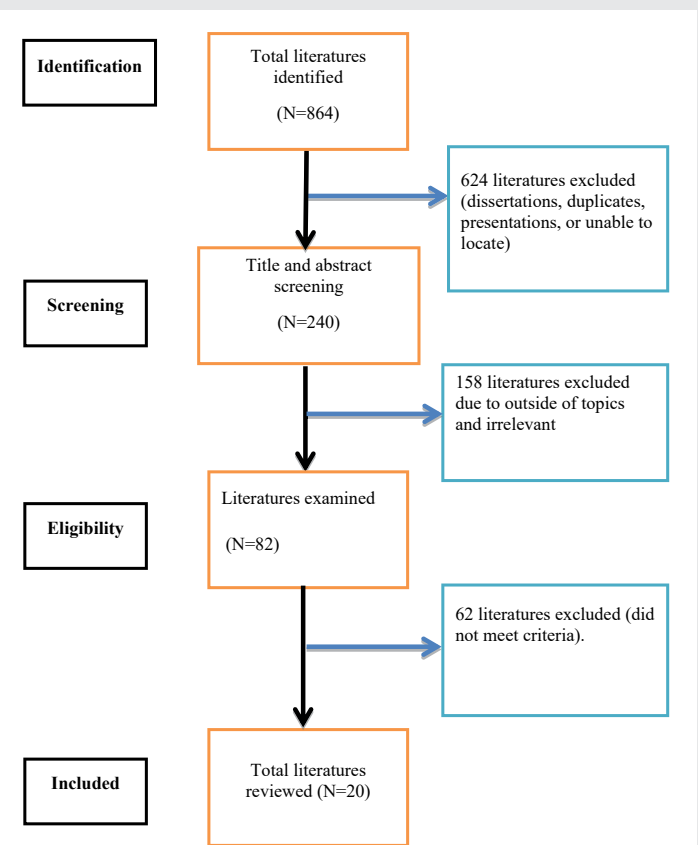 Identification
Total literatures
identified
(N=864)
624 literatures excluded
(dissertations, duplicates,
presentations, or unable to
locate)
Screening
Title and abstract
screening
(N=240)
158 literatures excluded
due to outside of topics
and irrelevant
Eligibility
Literatures examined
(N=82)
62 literatures excluded (did
not meet criteria).
Included
Total literatures
reviewed (N=20)